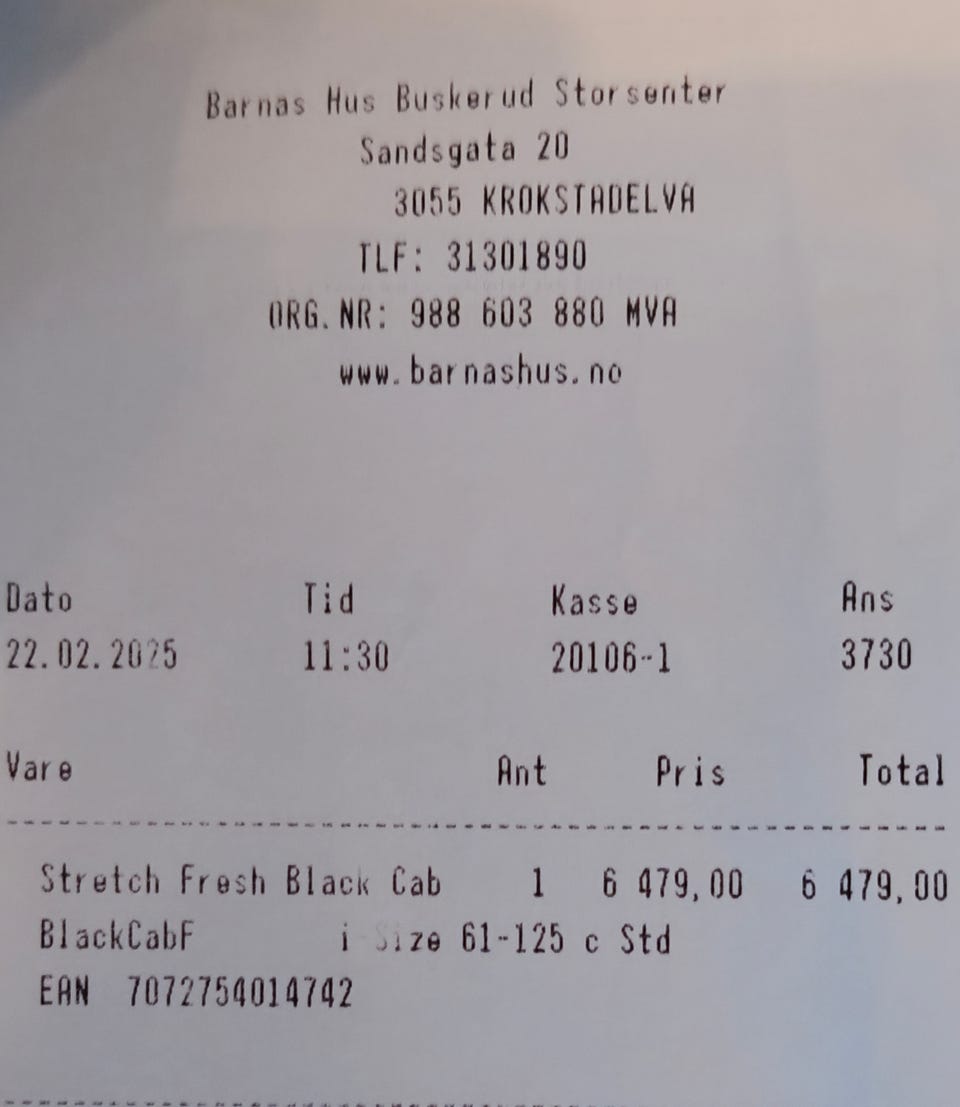 Barnas Hus Buskerud Storsenter
Sandsgata 20
3055 KROKSTADELVA
TLF: 31301890
ORG.NR: 988 603 880 MVA
www.barnashus.no
Dato Tid Kasse Ans
22.02.2025 11:30 20106-1 3730
Vare Ant Pris Total
Stretch Fresh Black Cab 1 6 479,00 6 479,00
BlackCabF i Size 61-125 c Std
EAN 7072754014742